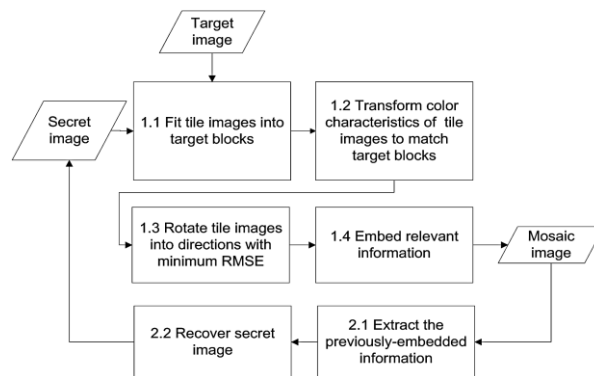 Target
image
Secret
image
1.1 Fit tile images into
target blocks
1.2 Transform color
characteristics of tile
images to match
target blocks
1.3 Rotate tile images
into directions with
minimum RMSE
1.4 Embed relevant
information
Mosaic
image
2.2 Recover secret
image
2.1 Extract the
previously-embedded
information